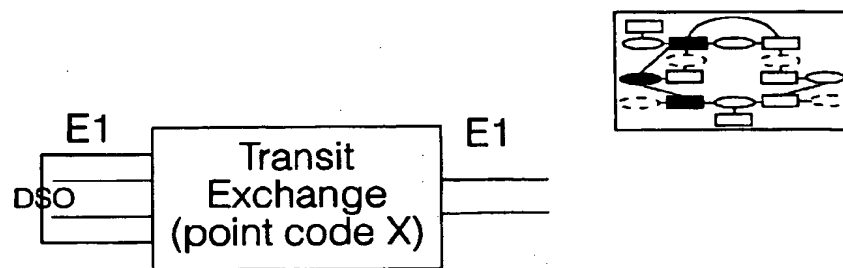 E1
E1
Transit
Exchange
(point code X)
DSO